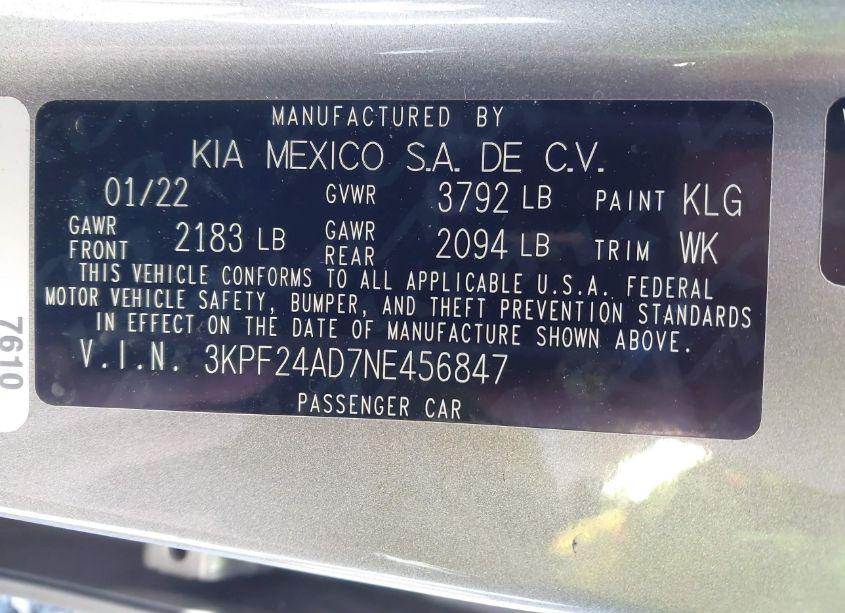 MANUFACTURED BY
KIA MEXICO S.A. DE C.V.
01/22 GVWR 3792 LB PAINT KLG
GAWR FRONT 2183 LB GAWR REAR 2094 LB TRIM WK
THIS VEHICLE CONFORMS TO ALL APPLICABLE U.S.A. FEDERAL
MOTOR VEHICLE SAFETY, BUMPER, AND THEFT PREVENTION STANDARDS
IN EFFECT ON THE DATE OF MANUFACTURE SHOWN ABOVE.
V.I.N. 3KPF24AD7NE456847
PASSENGER CAR
7610